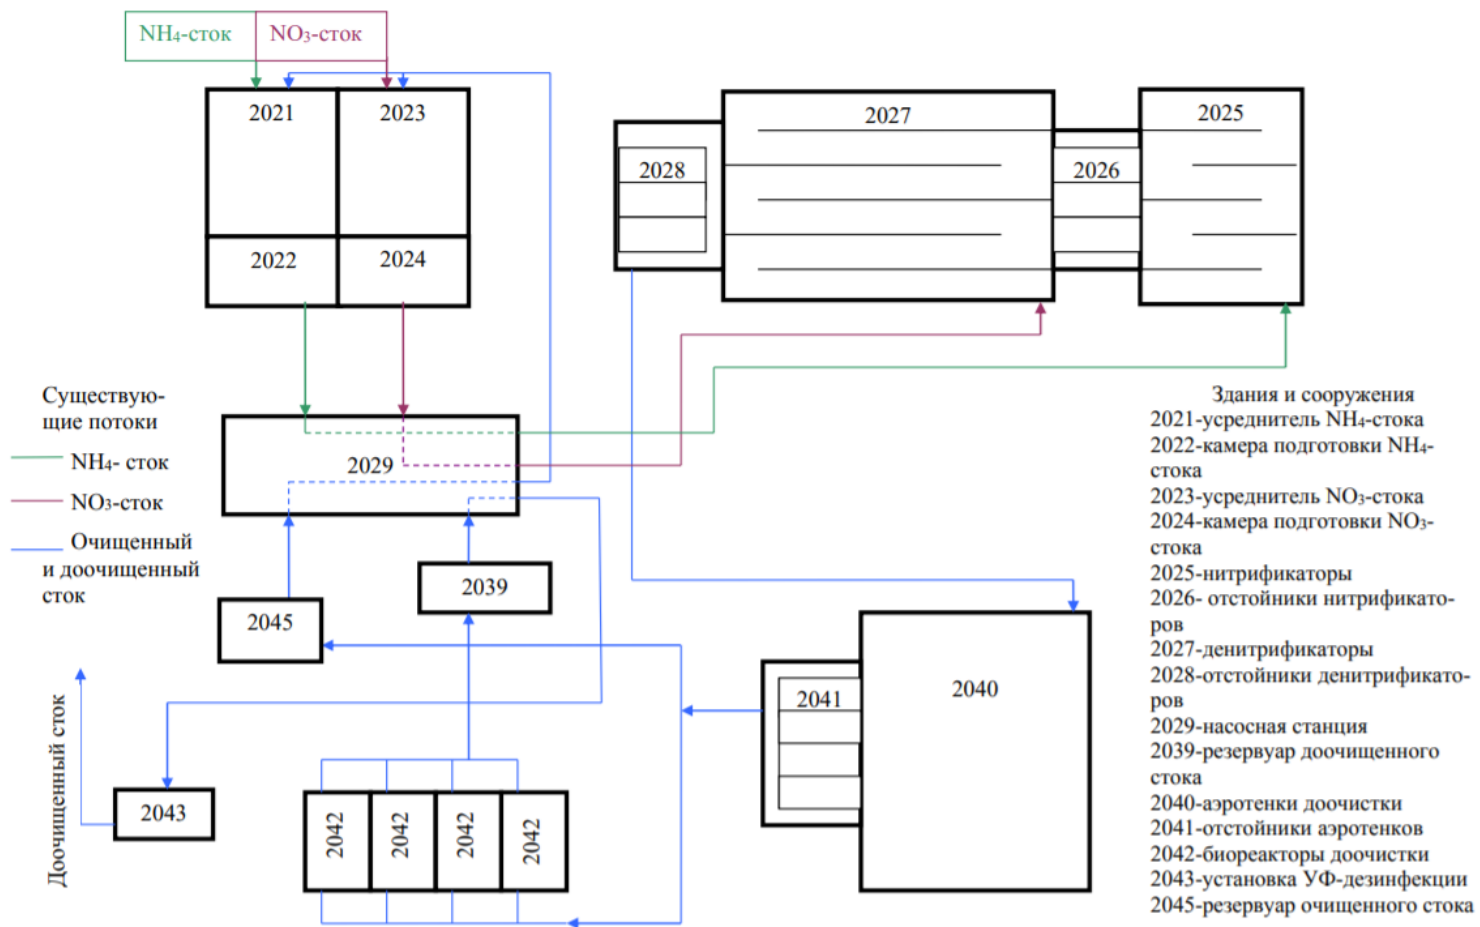 NH₄-сток
NO₃-сток
2021
2023
2022
2024
2028
2027
2026
2025
Существую-
щие потоки
NH₄- сток
NO₃-сток
Очищенный
и доочищенный
сток
2029
2039
2045
2043
Доочищенный сток
2042
2042
2042
2042
2041
2040
Здания и сооружения
2021-усреднитель NH₄-стока
2022-камера подготовки NH₄-
стока
2023-усреднитель NO₃-стока
2024-камера подготовки NO₃-
стока
2025-нитрификаторы
2026- отстойники нитрификато-
ров
2027-денитрификаторы
2028-отстойники денитрификато-
ров
2029-насосная станция
2039-резервуар доочищенного
стока
2040-аэротенки доочистки
2041-отстойники аэротенков
2042-биореакторы доочистки
2043-установка УФ-дезинфекции
2045-резервуар очищенного стока